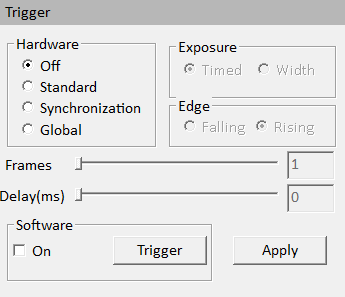 Trigger
Hardware
Off
Standard
Synchronization
Global
Exposure
Timed Width
Edge
Falling Rising
Frames 1
Delay(ms) 0
Software
On Trigger Apply